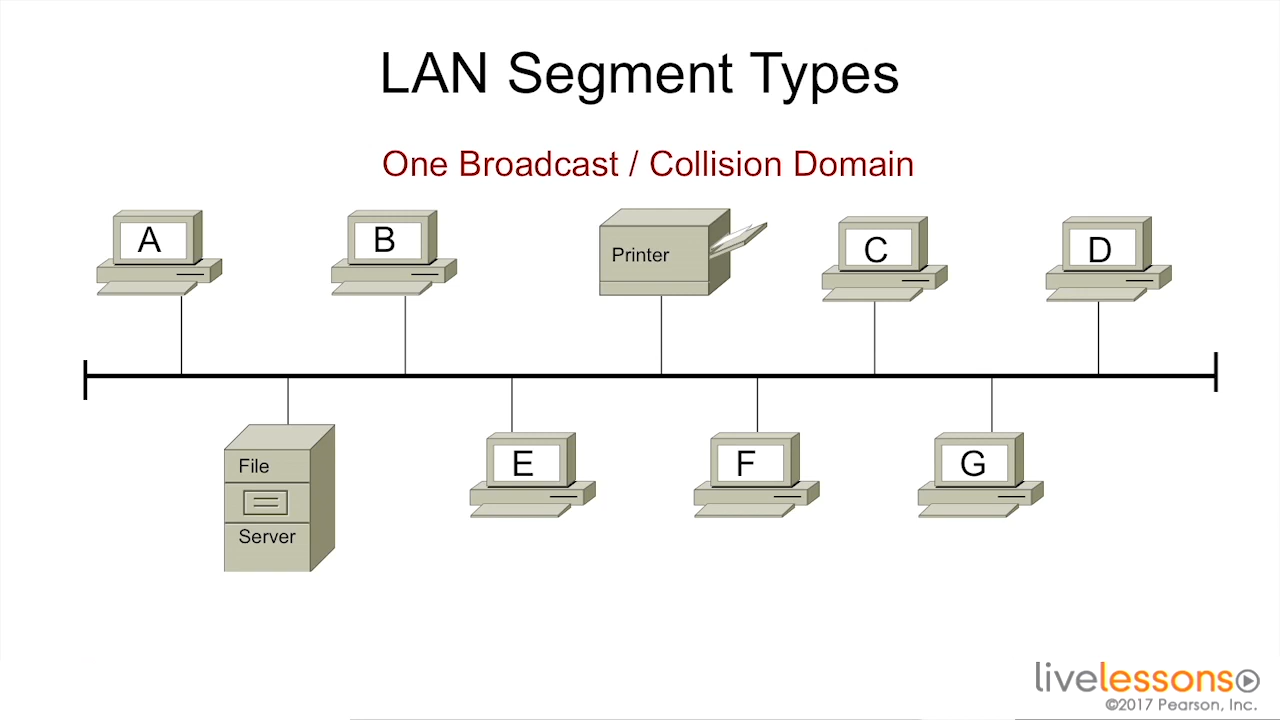 LAN Segment Types
One Broadcast / Collision Domain
A
B
Printer
C
D
File
Server
E
F
G
livelessons
©2017 Pearson, Inc.